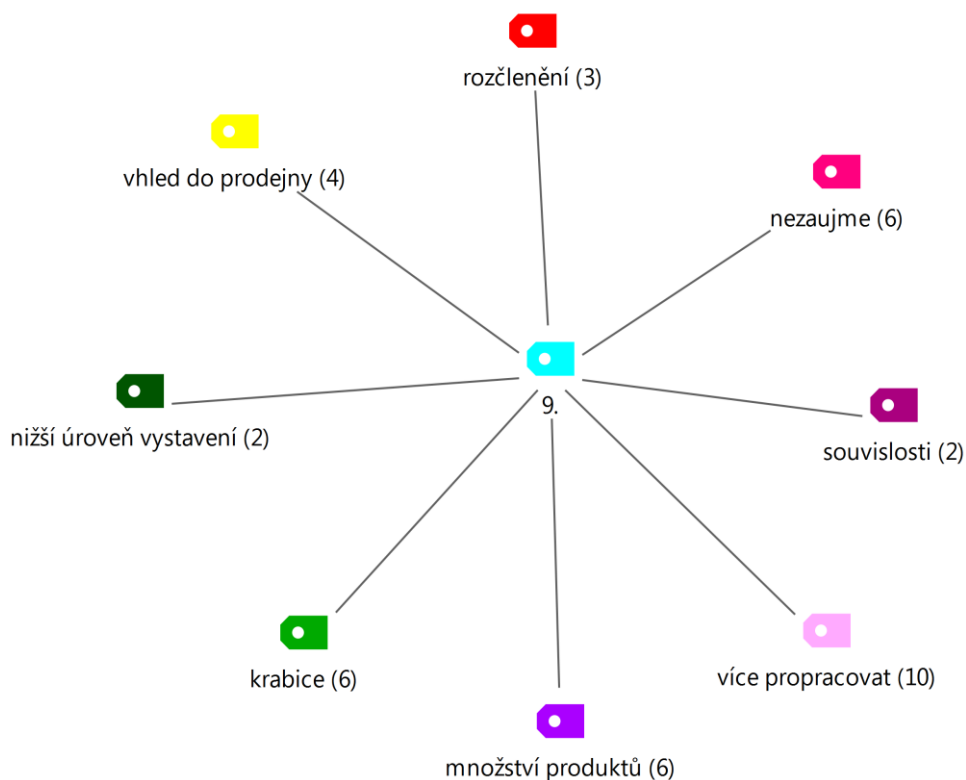 rozčlenění (3)
vhled do prodejny (4)
nezaujme (6)
9.
nižší úroveň vystavení (2)
souvislosti (2)
krabice (6)
více propracovat (10)
množství produktů (6)